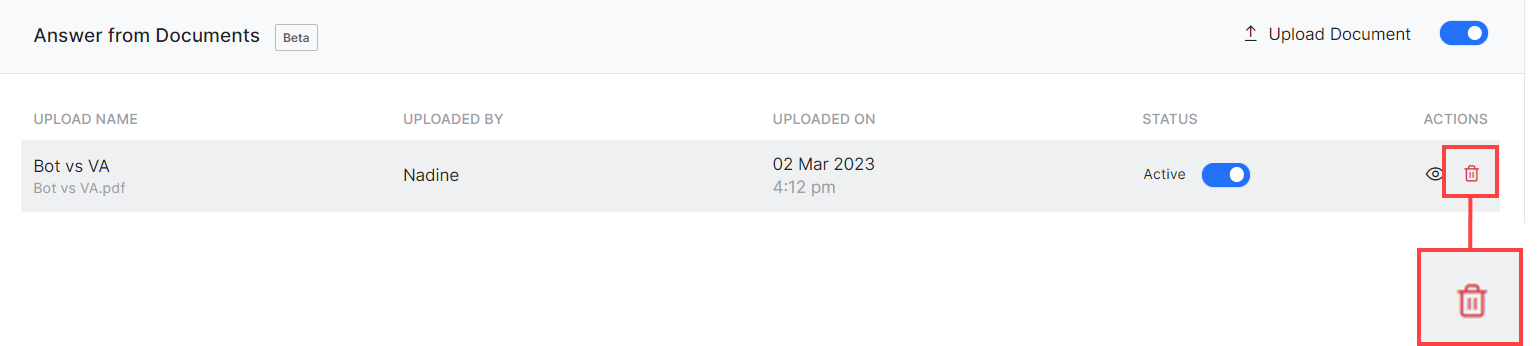 Answer from Documents Beta
Upload Document
UPLOAD NAME UPLOADED BY UPLOADED ON STATUS ACTIONS
Bot vs VA
Bot vs VA.pdf
Nadine
02 Mar 2023
4:12 pm
Active